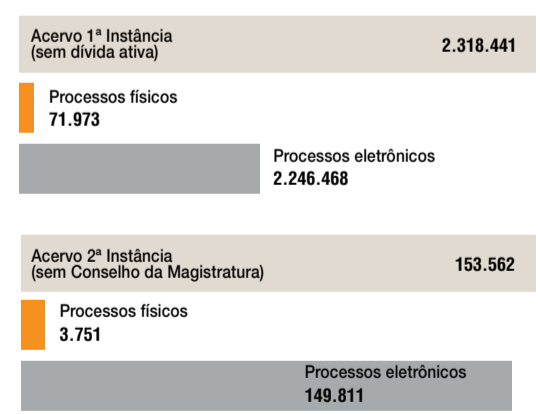 Acervo 1ª Instância
(sem dívida ativa)
2.318.441
Processos físicos
71.973
Processos eletrônicos
2.246.468
Acervo 2ª Instância
(sem Conselho da Magistratura)
153.562
Processos físicos
3.751
Processos eletrônicos
149.811